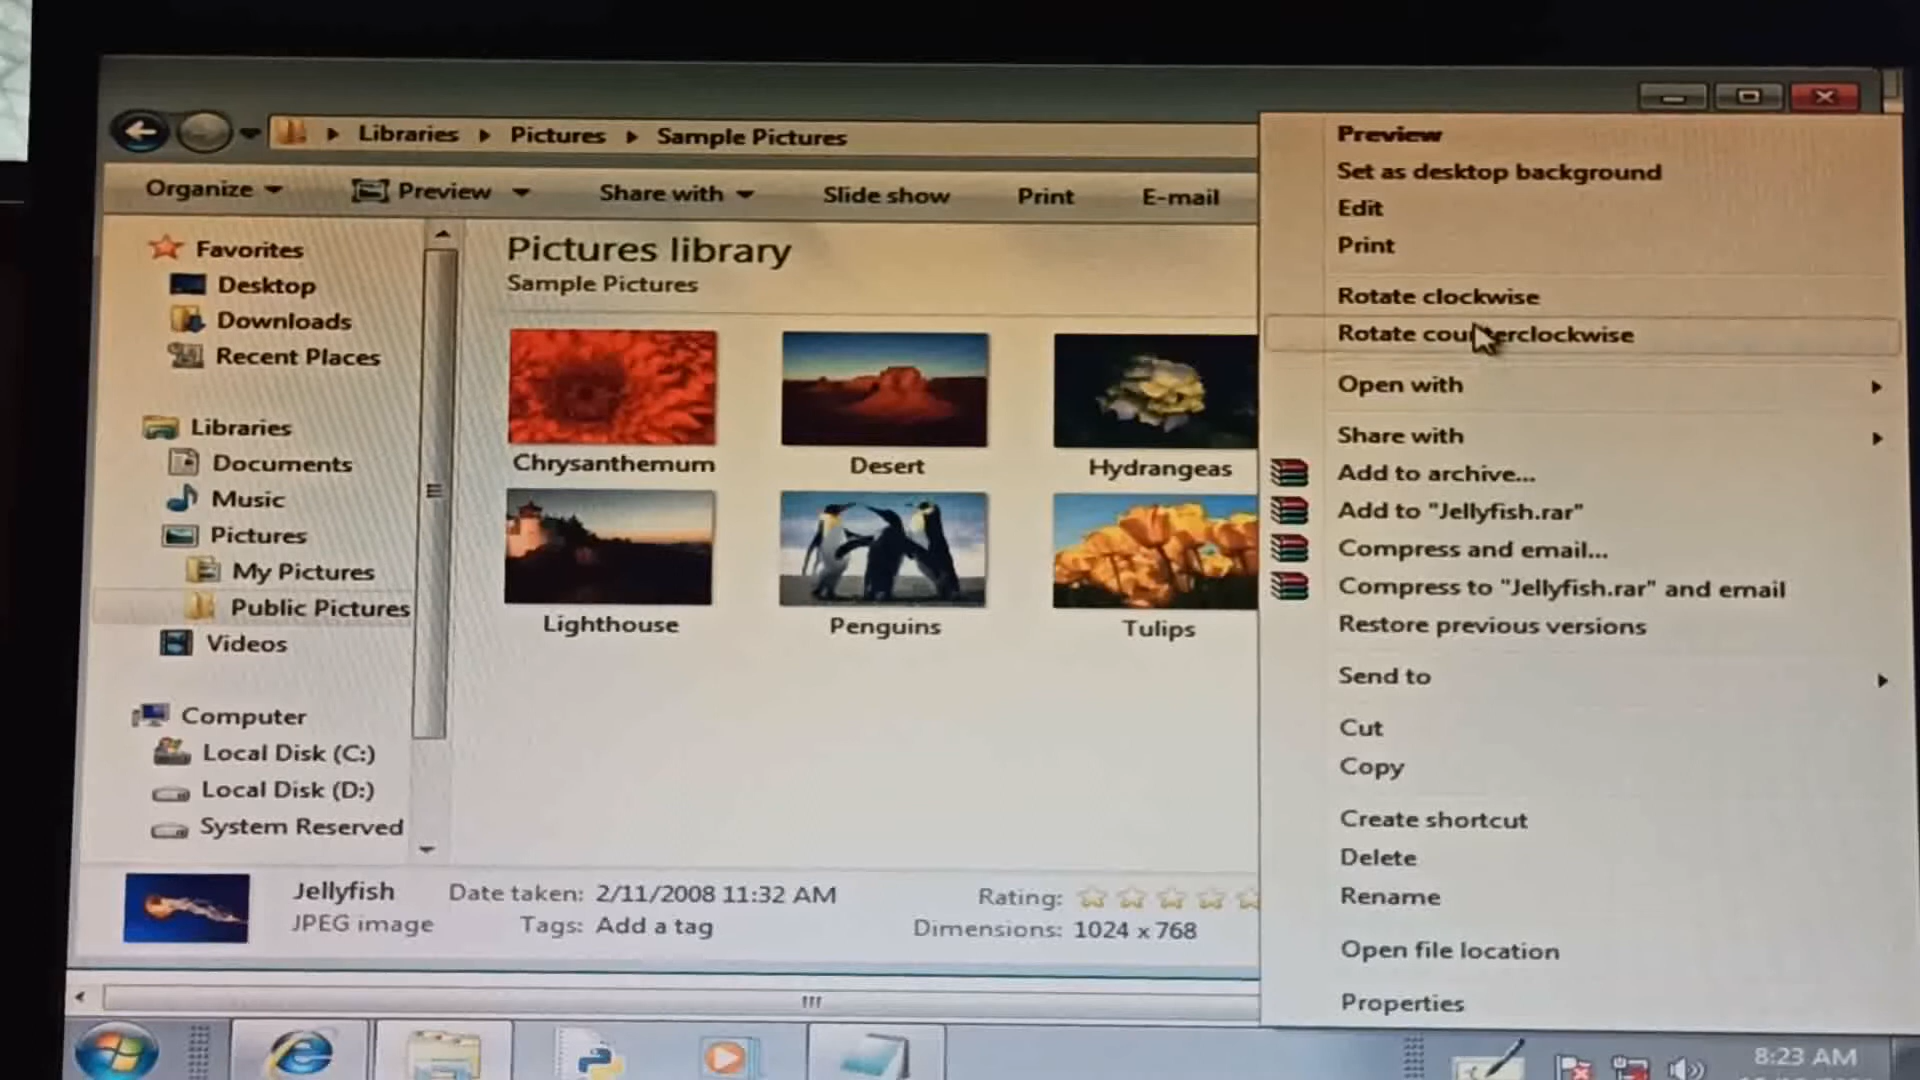 Libraries Pictures Sample Pictures
Organize Preview Share with Slide show Print E-mail
Favorites
Desktop
Downloads
Recent Places
Libraries
Documents
Music
Pictures
My Pictures
Public Pictures
Videos
Computer
Local Disk (C:)
Local Disk (D:)
System Reserved
Pictures library
Sample Pictures
Chrysanthemum Desert Hydrangeas
Lighthouse Penguins Tulips
Preview
Set as desktop background
Edit
Print
Rotate clockwise
Rotate counterclockwise
Open with
Share with
Add to archive...
Add to "Jellyfish.rar"
Compress and email...
Compress to "Jellyfish.rar" and email
Restore previous versions
Send to
Cut
Copy
Create shortcut
Delete
Rename
Open file location
Properties
Jellyfish Date taken: 2/11/2008 11:32 AM Rating:
JPEG image Tags: Add a tag Dimensions: 1024 x 768
8:23 AM